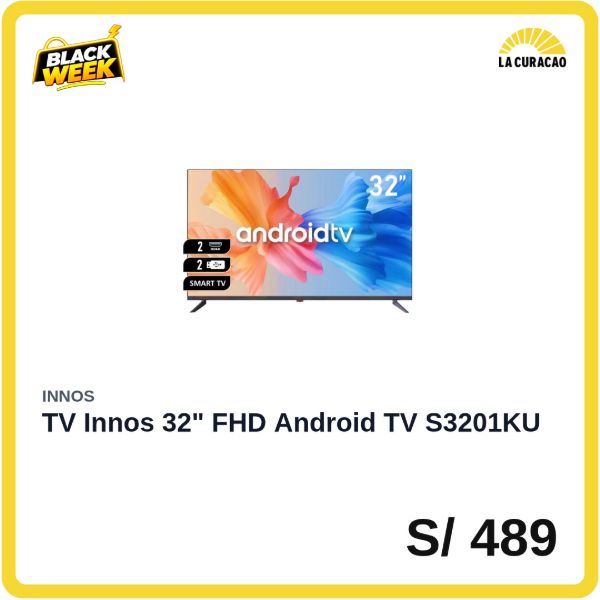 BLACK
WEEK
LA CURACAO
32"
androidtv
2
HDMI
2
SMART TV
INNOS
TV Innos 32" FHD Android TV S3201KU
S/ 489